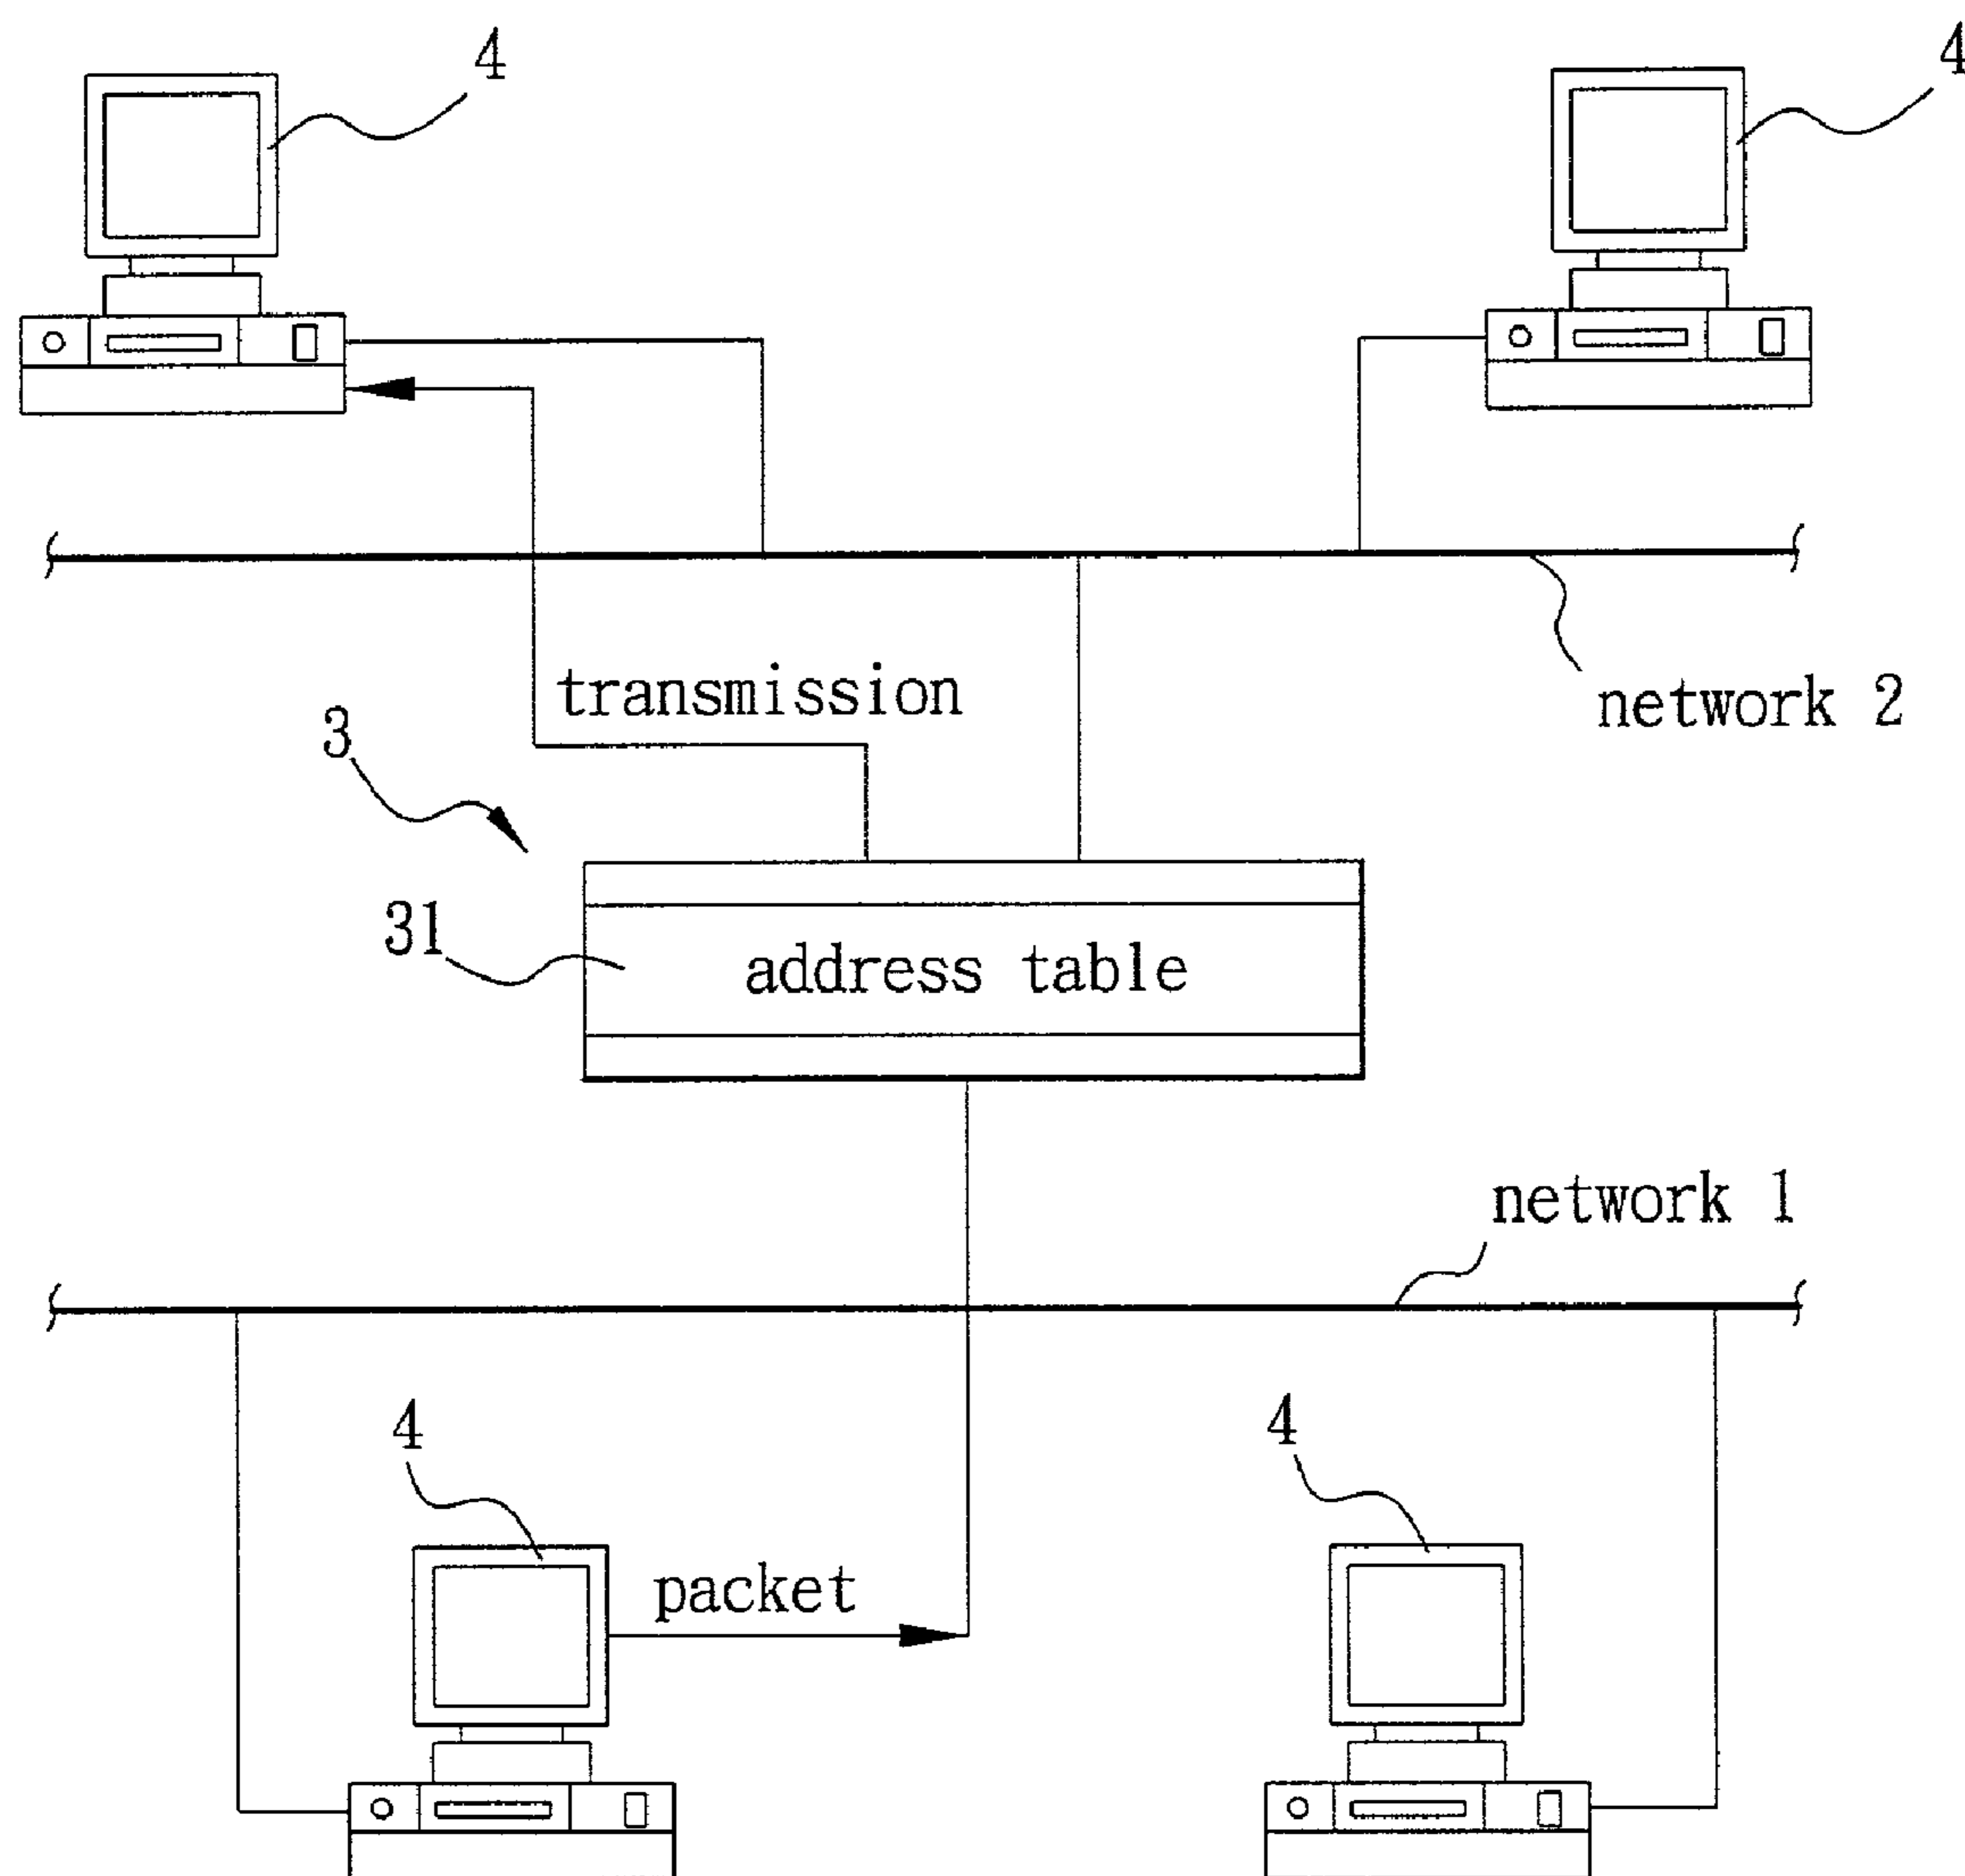 4
4
transmission
network 2
3
31
address table
network 1
4
4
packet